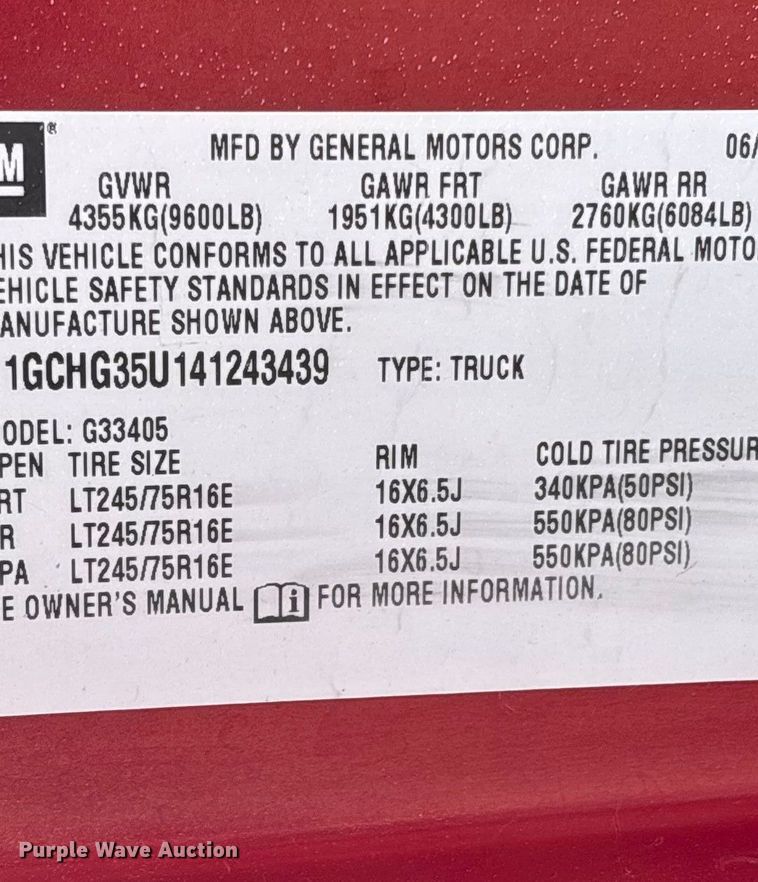 M ®
MFD BY GENERAL MOTORS CORP. 06/
GVWR GAWR FRT GAWR RR
4355KG(9600LB) 1951KG(4300LB) 2760KG(6084LB)
HIS VEHICLE CONFORMS TO ALL APPLICABLE U.S. FEDERAL MOTO
EHICLE SAFETY STANDARDS IN EFFECT ON THE DATE OF
ANUFACTURE SHOWN ABOVE.
1GCHG35U141243439 TYPE: TRUCK
ODEL: G33405
PEN TIRE SIZE RIM COLD TIRE PRESSUR
RT LT245/75R16E 16X6.5J 340KPA(50PSI)
R LT245/75R16E 16X6.5J 550KPA(80PSI)
PA LT245/75R16E 16X6.5J 550KPA(80PSI)
E OWNER'S MANUAL i FOR MORE INFORMATION.
Purple Wave Auction